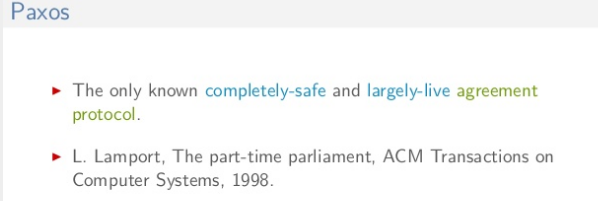 Paxos
▶ The only known completely-safe and largely-live agreement
protocol.
▶ L. Lamport, The part-time parliament, ACM Transactions on
Computer Systems, 1998.